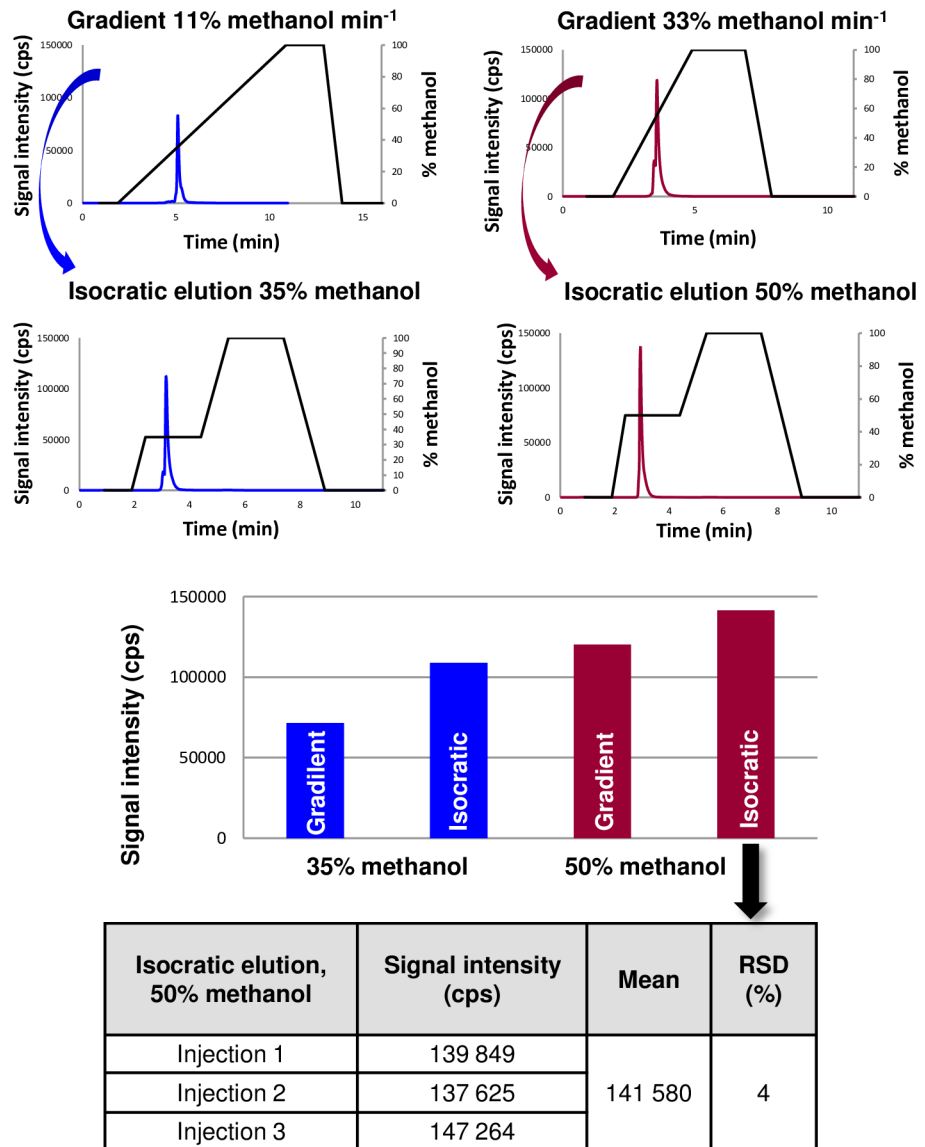 Gradient 11% methanol min-1
Gradient 33% methanol min-1
Signal intensity (cps)
150000
100000
50000
0
0 5 10 15
Time (min)
100
80
60
40
20
0
% methanol
Signal intensity (cps)
150000
100000
50000
0
0 5 10
Time (min)
100
80
60
40
20
0
% methanol
Isocratic elution 35% methanol
Isocratic elution 50% methanol
Signal intensity (cps)
150000
100000
50000
0
0 2 4 6 8 10
Time (min)
100
90
80
70
60
50
40
30
20
10
0
% methanol
Signal intensity (cps)
150000
100000
50000
0
0 2 4 6 8 10
Time (min)
100
80
60
40
20
0
% methanol
Signal intensity (cps)
150000
100000
50000
0
Gradilent
Isocratic
Gradient
Isocratic
35% methanol
50% methanol
Isocratic elution,
50% methanol
Signal intensity
(cps)
Mean
RSD
(%)
Injection 1
139 849
Injection 2
137 625
141 580
4
Injection 3
147 264